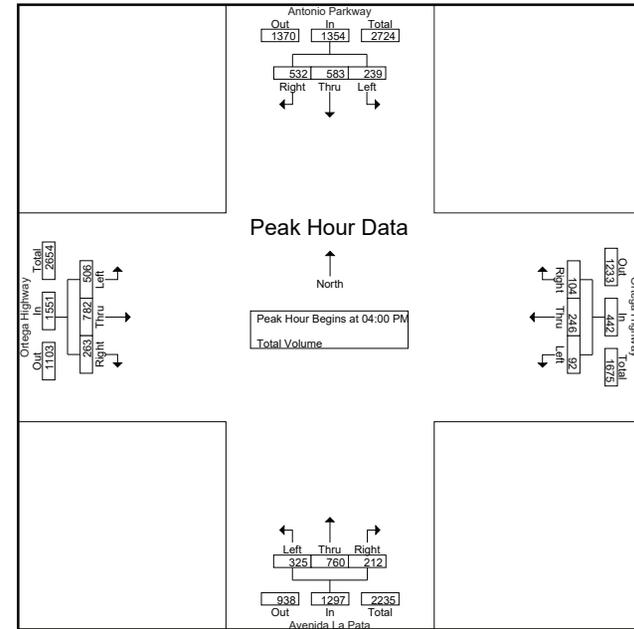 Antonio Parkway
Out In Total
1370 1354 2724
532 583 239
Right Thru Left
Peak Hour Data
North
Peak Hour Begins at 04:00 PM
Total Volume
Ortega Highway
Total In Out
2654 1551 1103
506 782 263
Left Thru Right
Right Thru Left
104 246 92
Out In Total
1233 442 1675
Ortega Highway
Left Thru Right
325 760 212
938 1297 2235
Out In Total
Avenida La Pata